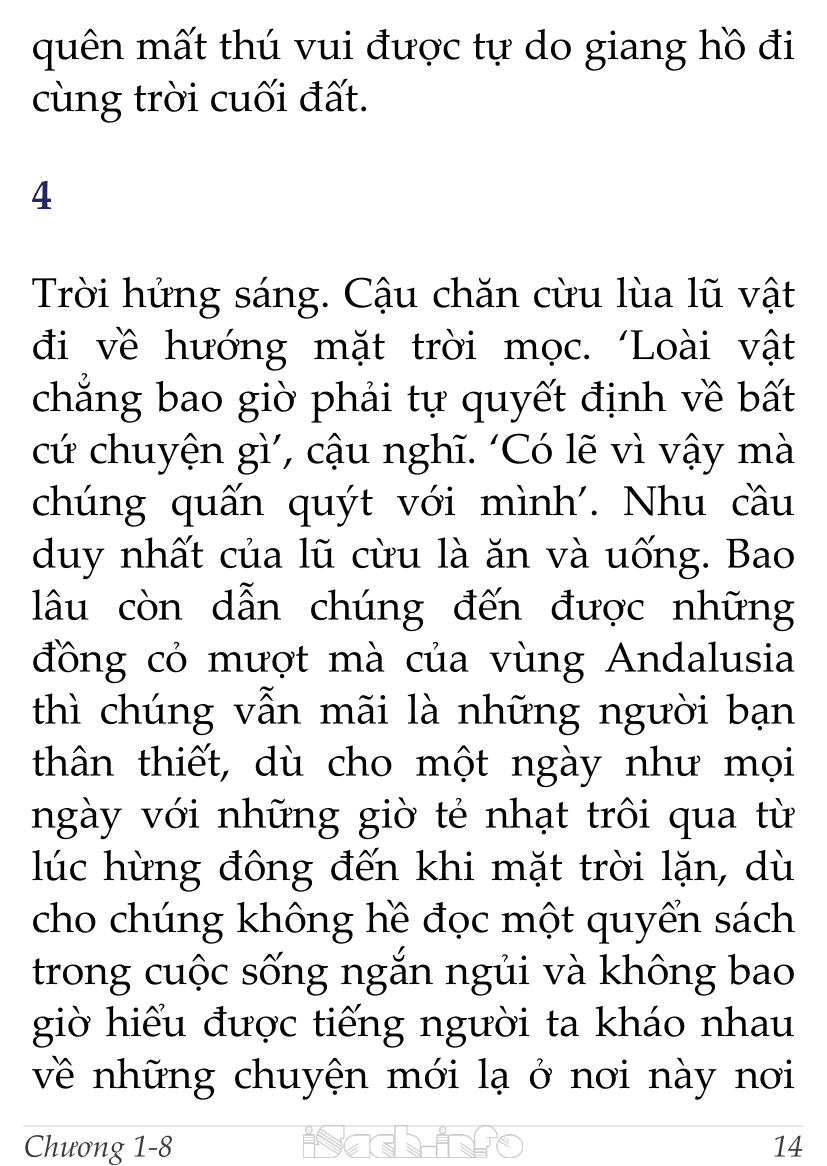 quên mất thú vui được tự do giang hồ đi
cùng trời cuối đất.
4
Trời hửng sáng. Cậu chăn cừu lùa lũ vật
đi về hướng mặt trời mọc. ‘Loài vật
chẳng bao giờ phải tự quyết định về bất
cứ chuyện gì’, cậu nghĩ. ‘Có lẽ vì vậy mà
chúng quấn quýt với mình’. Nhu cầu
duy nhất của lũ cừu là ăn và uống. Bao
lâu còn dẫn chúng đến được những
đồng cỏ mượt mà của vùng Andalusia
thì chúng vẫn mãi là những người bạn
thân thiết, dù cho một ngày như mọi
ngày với những giờ tẻ nhạt trôi qua từ
lúc hừng đông đến khi mặt trời lặn, dù
cho chúng không hề đọc một quyển sách
trong cuộc sống ngắn ngủi và không bao
giờ hiểu được tiếng người ta kháo nhau
về những chuyện mới lạ ở nơi này nơi
Chương 1-8 iSach.info 14